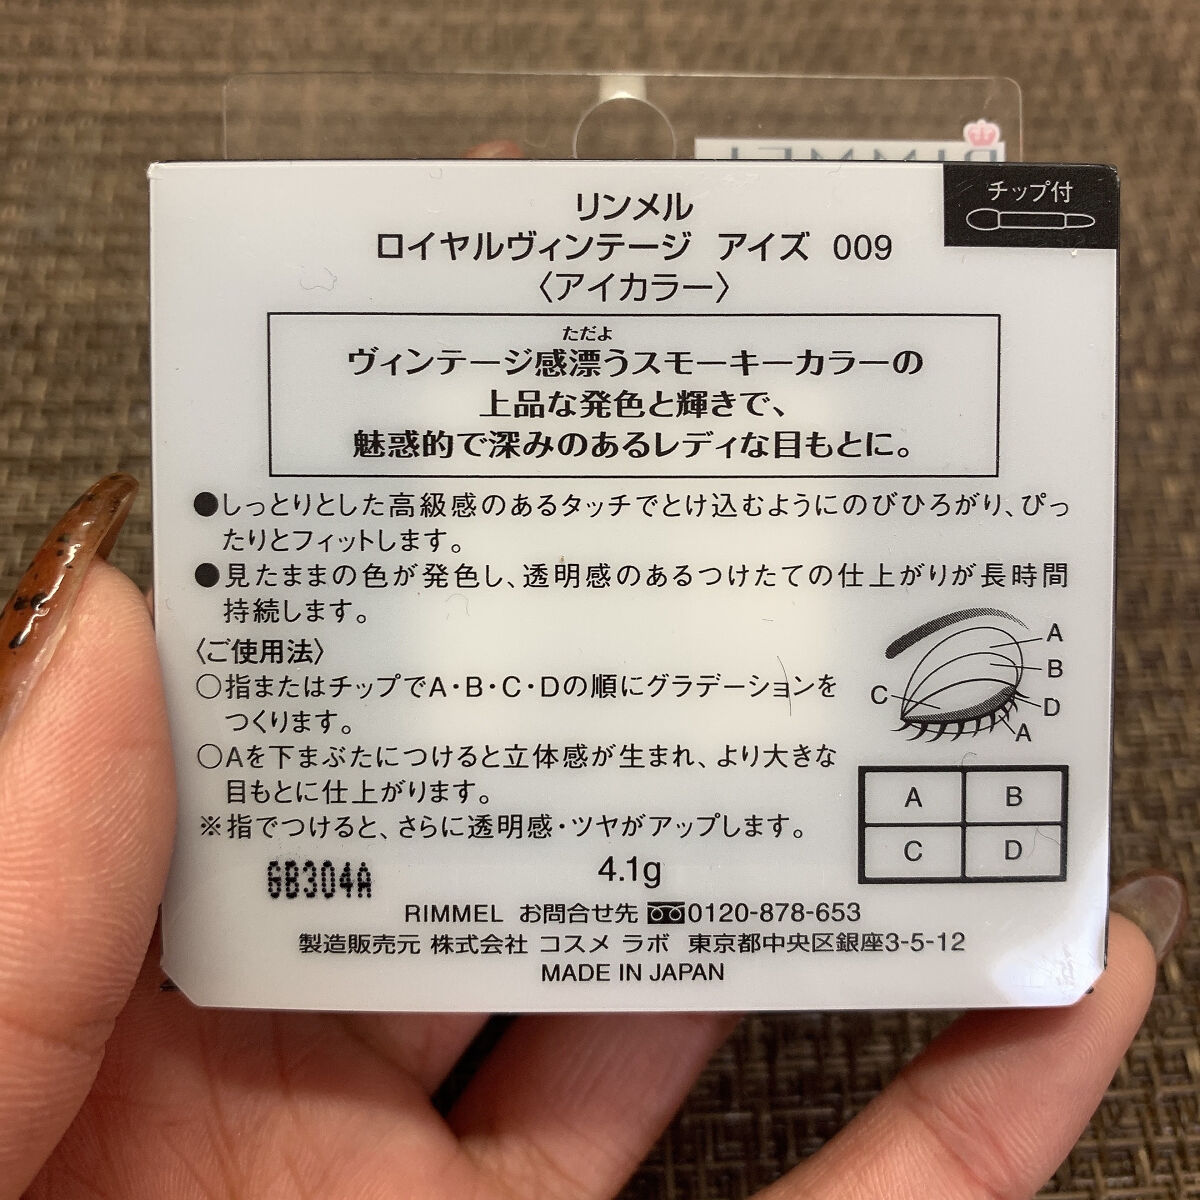 RIMMEL
チップ付
リンメル
ロイヤルヴィンテージ アイズ 009
〈アイカラー〉
ただよ
ヴィンテージ感漂うスモーキーカラーの
上品な発色と輝きで、
魅惑的で深みのあるレディな目もとに。
●しっとりとした高級感のあるタッチでとけ込むようにのびひろがり、ぴっ
たりとフィットします。
●見たままの色が発色し、透明感のあるつけたての仕上がりが長時間
持続します。
〈ご使用法〉
○指またはチップでA・B・C・Dの順にグラデーションを
つくります。
○Aを下まぶたにつけると立体感が生まれ、より大きな
目もとに仕上がります。
※指でつけると、さらに透明感・ツヤがアップします。
A
B
C
D
A
A B
C D
6B304A
4.1g
RIMMEL お問合せ先 0120-878-653
製造販売元 株式会社 コスメ ラボ 東京都中央区銀座3-5-12
MADE IN JAPAN